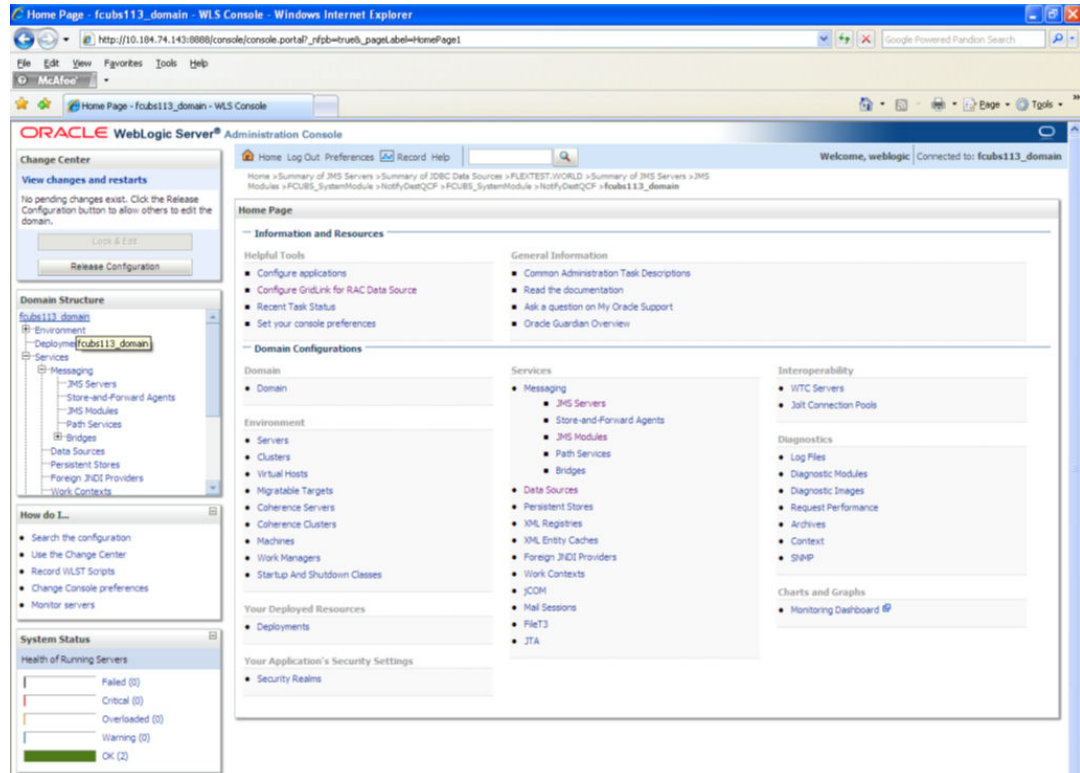 Home Page - fcubs113_domain - WLS Console - Windows Internet Explorer
http://10.184.74.143:8888/console/console.portal?_nfpb=true&_pageLabel=HomePage1
Google Powered Pandion Search
File Edit View Favorites Tools Help
McAfee
Home Page - fcubs113_domain - WLS Console
Page Tools
ORACLE WebLogic Server® Administration Console
Change Center
View changes and restarts
No pending changes exist. Click the Release
Configuration button to allow others to edit the
domain.
Lock & Edit
Release Configuration
Domain Structure
fcubs113_domain
Environment
Deployme
fcubs113_domain
Services
Messaging
JMS Servers
Store-and-Forward Agents
JMS Modules
Path Services
Bridges
Data Sources
Persistent Stores
Foreign JNDI Providers
Work Contexts
How do I...
Search the configuration
Use the Change Center
Record WLST Scripts
Change Console preferences
Monitor servers
System Status
Health of Running Servers
Failed (0)
Critical (0)
Overloaded (0)
Warning (0)
OK (2)
Home Log Out Preferences Record Help
Welcome, weblogic Connected to: fcubs113_domain
Home >Summary of JMS Servers >Summary of JDBC Data Sources >FLEXTEST.WORLD >Summary of JMS Servers >JMS
Modules >FCUBS_SystemModule >NotifyDestQCF >FCUBS_SystemModule >NotifyDestQCF >fcubs113_domain
Home Page
Information and Resources
Helpful Tools
Configure applications
Configure GridLink for RAC Data Source
Recent Task Status
Set your console preferences
General Information
Common Administration Task Descriptions
Read the documentation
Ask a question on My Oracle Support
Oracle Guardian Overview
Domain Configurations
Domain
Domain
Environment
Servers
Clusters
Virtual Hosts
Migratable Targets
Coherence Servers
Coherence Clusters
Machines
Work Managers
Startup And Shutdown Classes
Your Deployed Resources
Deployments
Your Application's Security Settings
Security Realms
Services
Messaging
JMS Servers
Store-and-Forward Agents
JMS Modules
Path Services
Bridges
Data Sources
Persistent Stores
XML Registries
XML Entity Caches
Foreign JNDI Providers
Work Contexts
jCOM
Mail Sessions
FileT3
JTA
Interoperability
WTC Servers
Jolt Connection Pools
Diagnostics
Log Files
Diagnostic Modules
Diagnostic Images
Request Performance
Archives
Context
SNMP
Charts and Graphs
Monitoring Dashboard